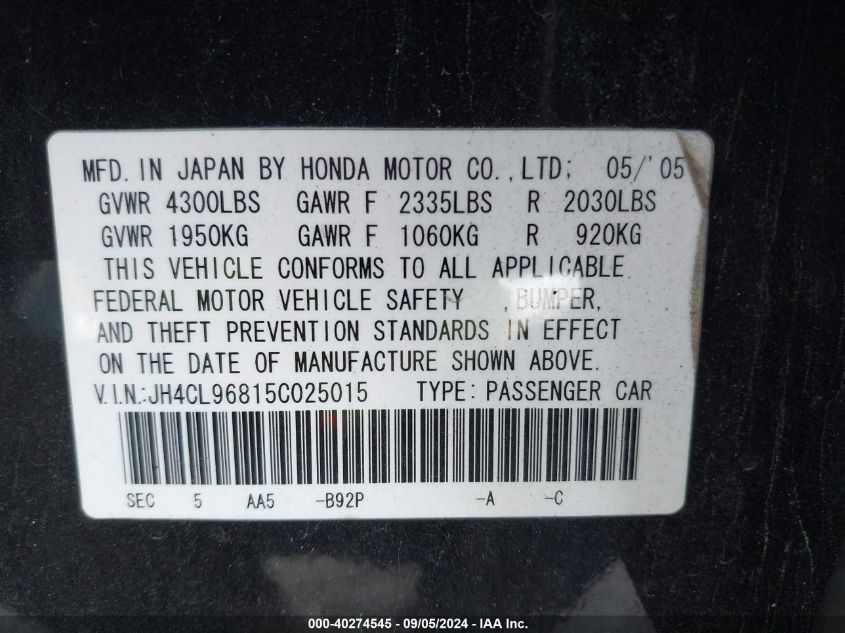 MFD. IN JAPAN BY HONDA MOTOR CO.,LTD; 05/'05
GVWR 4300LBS GAWR F 2335LBS R 2030LBS
GVWR 1950KG GAWR F 1060KG R 920KG
THIS VEHICLE CONFORMS TO ALL APPLICABLE
FEDERAL MOTOR VEHICLE SAFETY ,BUMPER,
AND THEFT PREVENTION STANDARDS IN EFFECT
ON THE DATE OF MANUFACTURE SHOWN ABOVE.
V.I.N.:JH4CL96815C025015 TYPE: PASSENGER CAR
SEC 5 AA5 -B92P -A -C
000-40274545 - 09/05/2024 - IAA Inc.